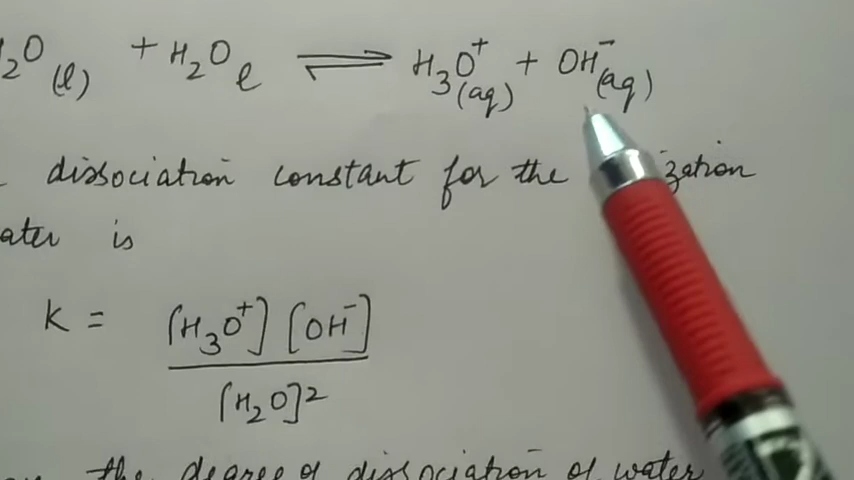 2O (l) + H2O l ⇌ H3O+ (aq) + OH- (aq)
dissociation constant for the zation
ater is
K = [H3O+] [OH-]
[H2O]2
the degree of dissociation of water